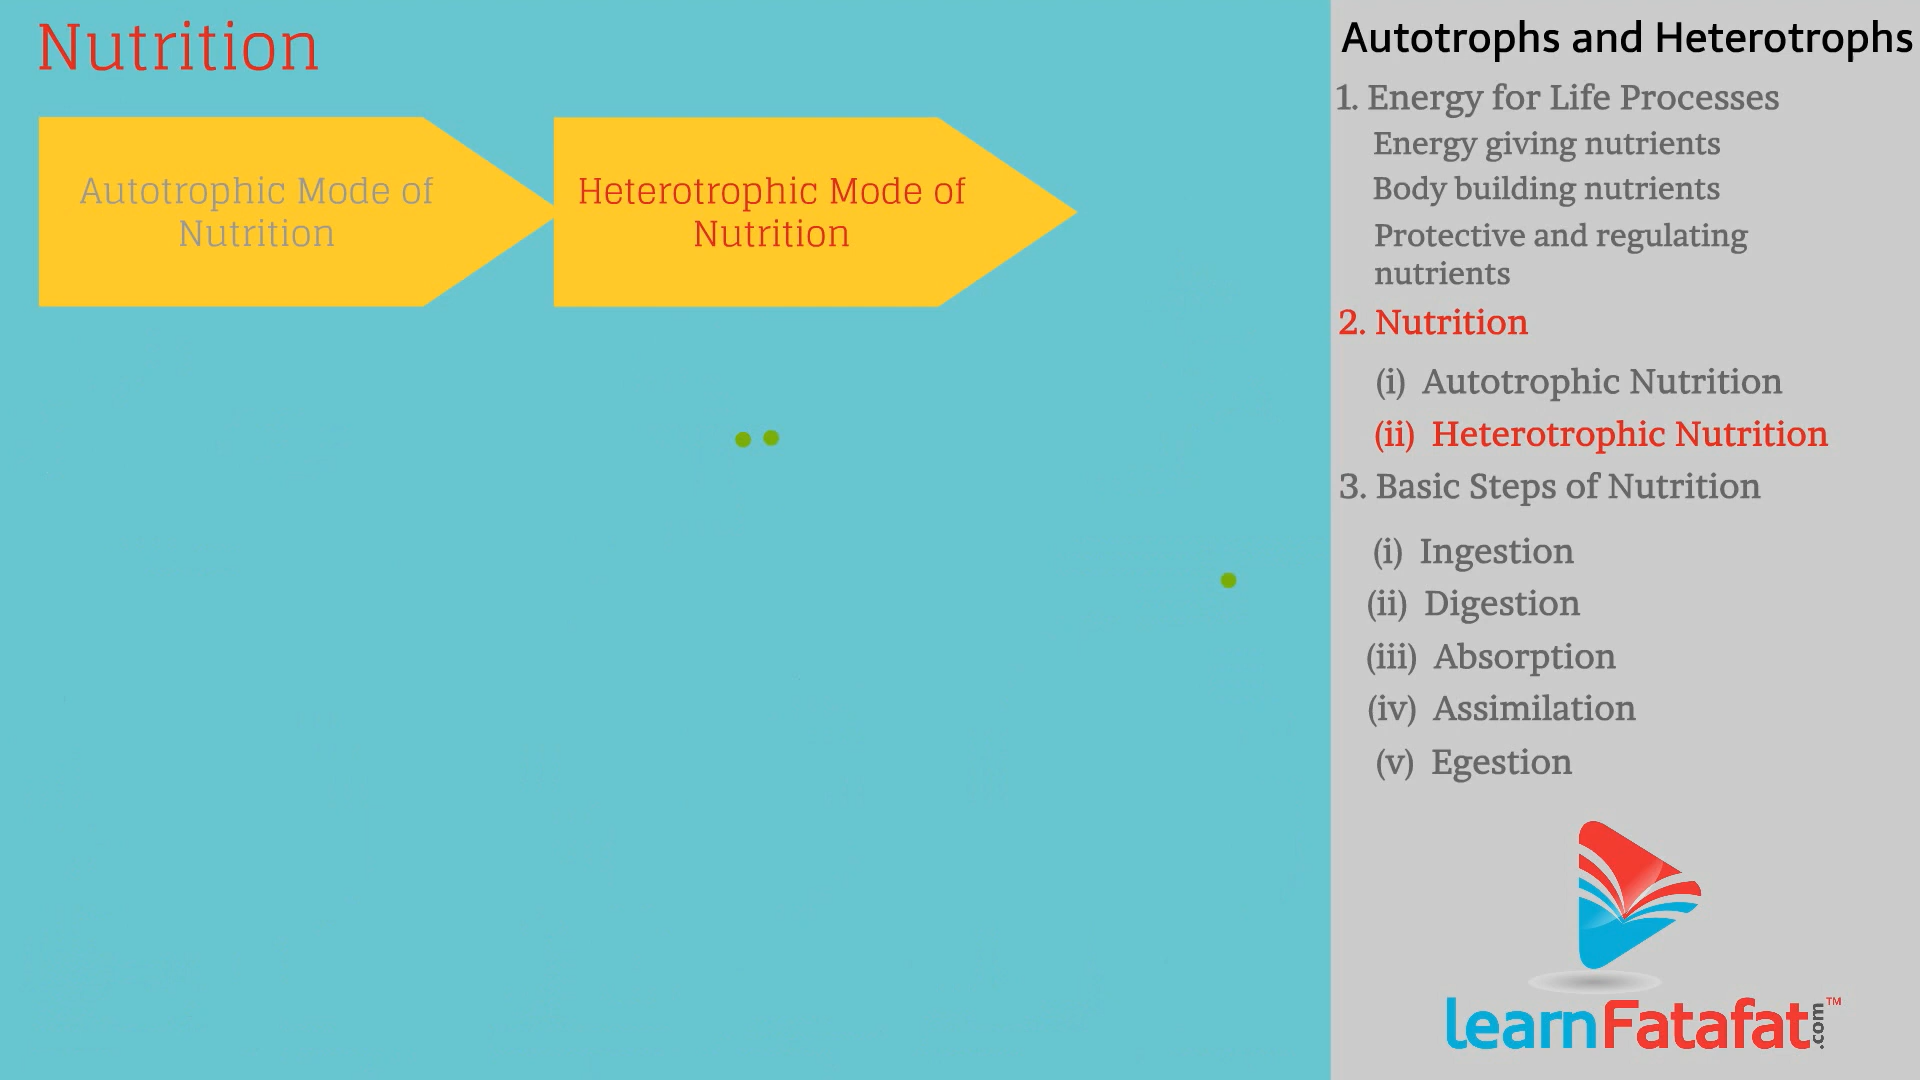 Nutrition
Autotrophic Mode of
Nutrition
Heterotrophic Mode of
Nutrition
Autotrophs and Heterotrophs
1. Energy for Life Processes
Energy giving nutrients
Body building nutrients
Protective and regulating
nutrients
2. Nutrition
(i) Autotrophic Nutrition
(ii) Heterotrophic Nutrition
3. Basic Steps of Nutrition
(i) Ingestion
(ii) Digestion
(iii) Absorption
(iv) Assimilation
(v) Egestion
learnFatafat.com™